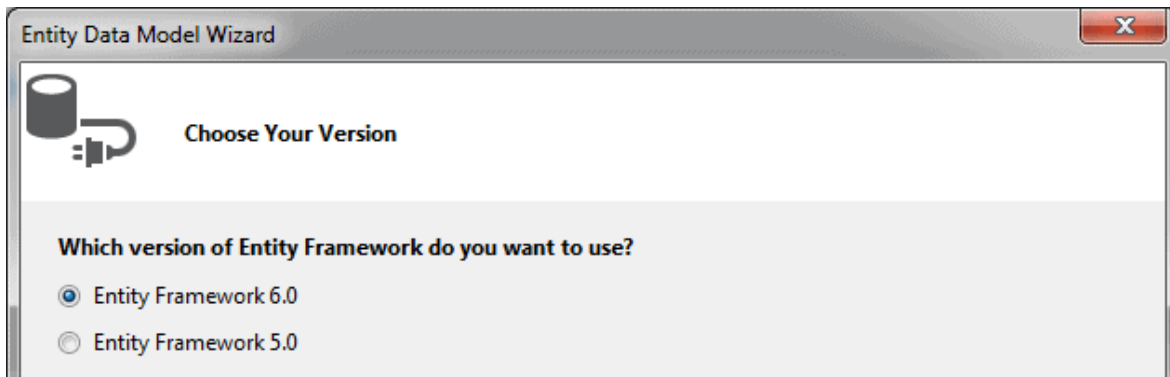 Entity Data Model Wizard
Choose Your Version
Which version of Entity Framework do you want to use?
Entity Framework 6.0
Entity Framework 5.0